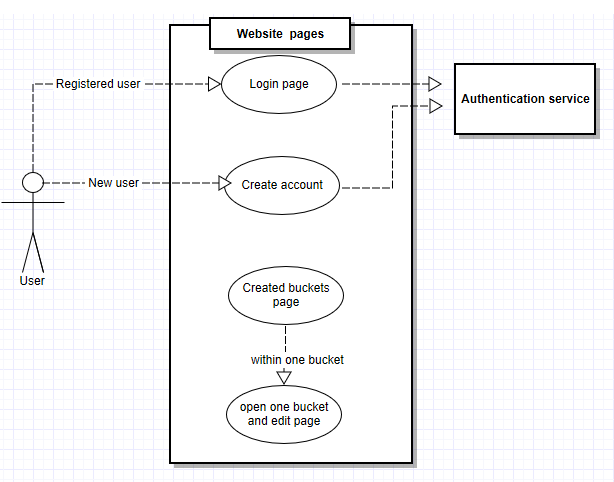 Website  pages
Registered user
Login page
Authentication service
New user
Create account
User
Created buckets
page
within one bucket
open one bucket
and edit page